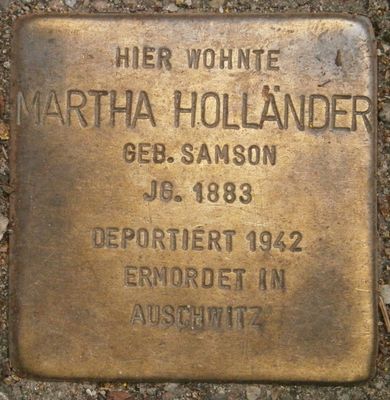 HIER WOHNTE
MARTHA HOLLÄNDER
GEB. SAMSON
JG. 1883
DEPORTIERT 1942
ERMORDET IN
AUSCHWITZ